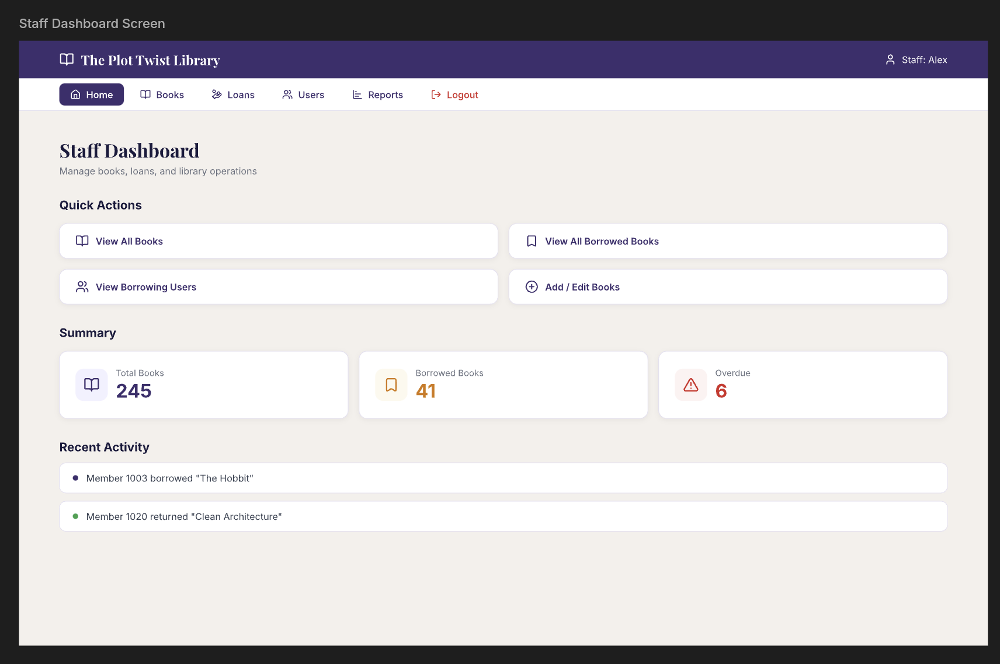 Staff Dashboard Screen
The Plot Twist Library
Staff: Alex
Home
Books
Loans
Users
Reports
Logout
Staff Dashboard
Manage books, loans, and library operations
Quick Actions
View All Books
View All Borrowed Books
View Borrowing Users
Add / Edit Books
Summary
Total Books
245
Borrowed Books
41
Overdue
6
Recent Activity
Member 1003 borrowed "The Hobbit"
Member 1020 returned "Clean Architecture"